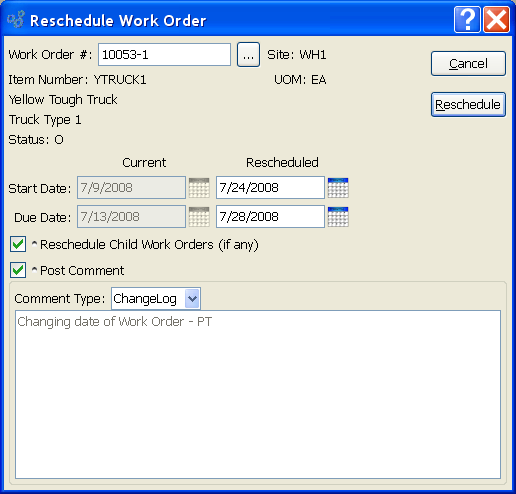 Reschedule Work Order
?
Work Order #: 10053-1 ... Site: WH1
Cancel
Item Number: YTRUCK1 UOM: EA
Yellow Tough Truck
Reschedule
Truck Type 1
Status: O
Current Rescheduled
Start Date: 7/9/2008 7/24/2008
Due Date: 7/13/2008 7/28/2008
^Reschedule Child Work Orders (if any)
^Post Comment
Comment Type: ChangeLog
Changing date of Work Order - PT